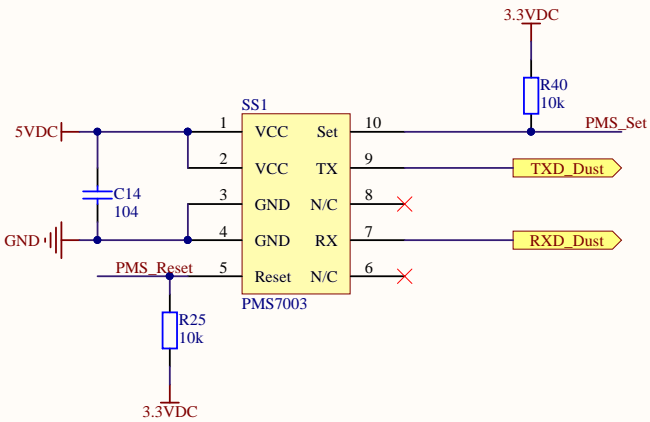 3.3VDC
R40
10k
SS1
5VDC
1
VCC
Set
10
PMS_Set
2
VCC
TX
9
TXD_Dust
C14
104
3
GND
N/C
8
GND
4
GND
RX
7
RXD_Dust
PMS_Reset
5
Reset
N/C
6
PMS7003
R25
10k
3.3VDC